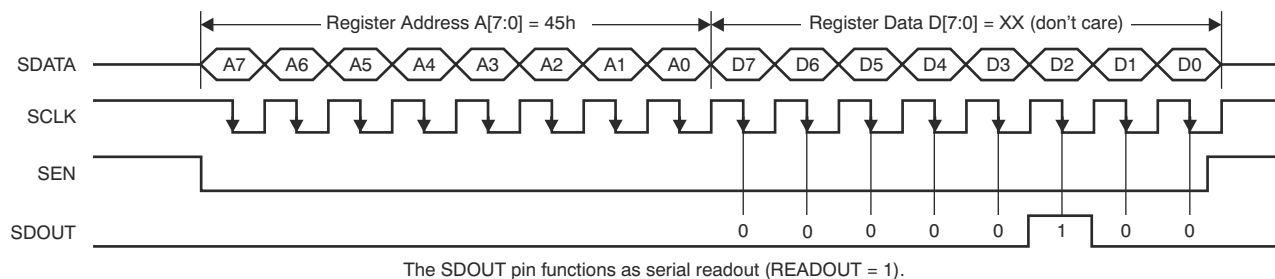 Register Address A[7:0] = 45h Register Data D[7:0] = XX (don't care)
SDATA A7 A6 A5 A4 A3 A2 A1 A0 D7 D6 D5 D4 D3 D2 D1 D0
SCLK
SEN
SDOUT 0 0 0 0 0 1 0 0
The SDOUT pin functions as serial readout (READOUT = 1).